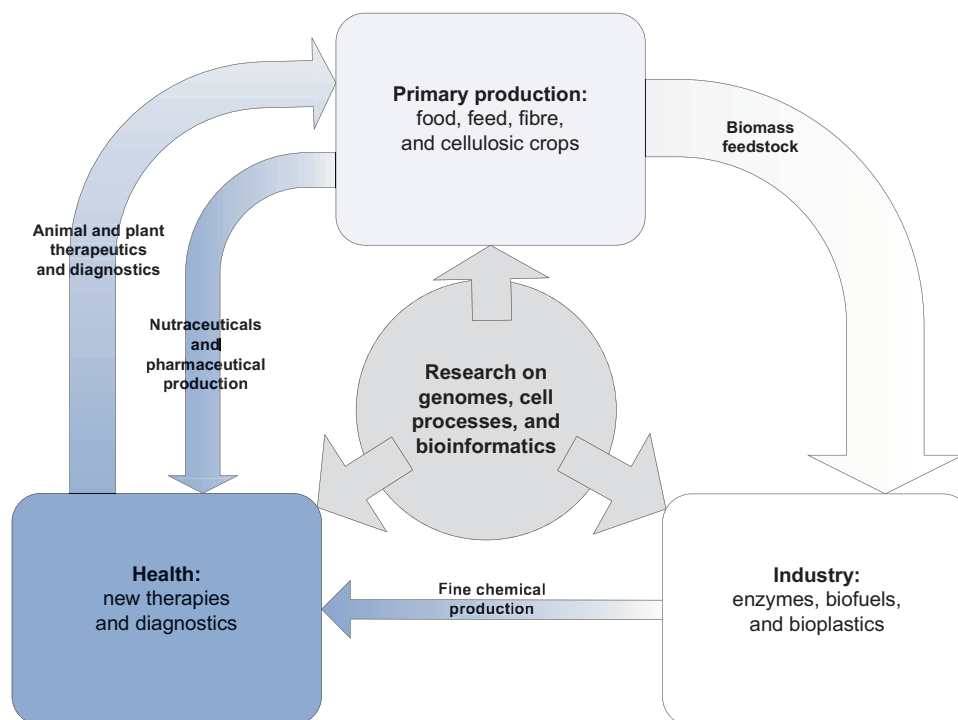 Primary production:
food, feed, fibre,
and cellulosic crops
Biomass
feedstock
Animal and plant
therapeutics
and diagnostics
Nutraceuticals
and
pharmaceutical
production
Research on
genomes, cell
processes, and
bioinformatics
Health:
new therapies
and diagnostics
Fine chemical
production
Industry:
enzymes, biofuels,
and bioplastics